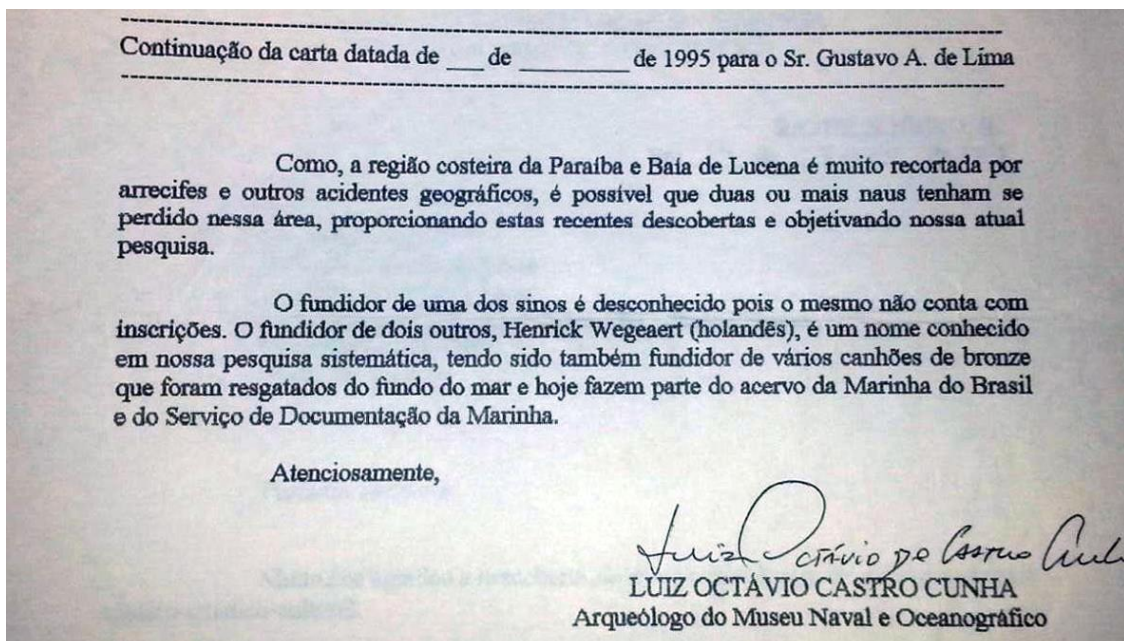 Continuação da carta datada de ___de _________ de 1995 para o Sr. Gustavo A. de Lima
Como, a região costeira da Paraíba e Baía de Lucena é muito recortada por
arrecifes e outros acidentes geográficos, é possível que duas ou mais naus tenham se
perdido nessa área, proporcionando estas recentes descobertas e objetivando nossa atual
pesquisa.
O fundidor de uma dos sinos é desconhecido pois o mesmo não conta com
inscrições. O fundidor de dois outros, Henrick Wegeaert (holandês), é um nome conhecido
em nossa pesquisa sistemática, tendo sido também fundidor de vários canhões de bronze
que foram resgatados do fundo do mar e hoje fazem parte do acervo da Marinha do Brasil
e do Serviço de Documentação da Marinha.
Atenciosamente,
Luiz Octávio de Castro
LUIZ OCTÁVIO CASTRO CUNHA
Arqueólogo do Museu Naval e Oceanográfico